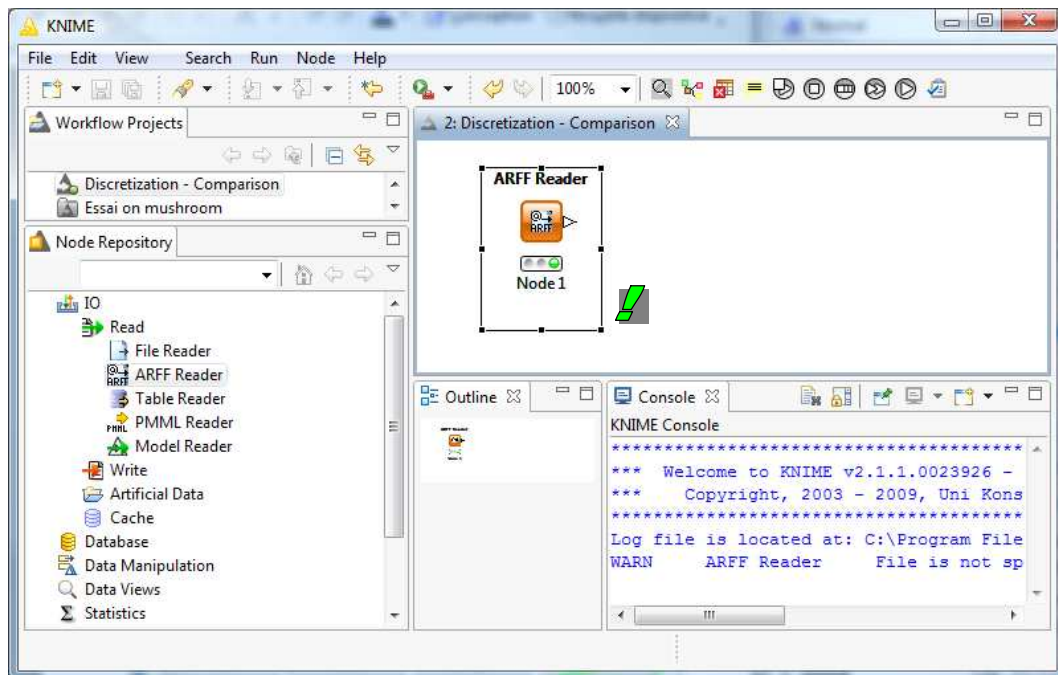 KNIME
File Edit View Search Run Node Help
100%
Workflow Projects
Discretization - Comparison
Essai on mushroom
Node Repository
IO
Read
File Reader
ARFF Reader
Table Reader
PMML Reader
Model Reader
Write
Artificial Data
Cache
Database
Data Manipulation
Data Views
Statistics
2: Discretization - Comparison
ARFF Reader
@
ARFF
Node 1
Outline
Console
KNIME Console
***************************************
*** Welcome to KNIME v2.1.1.0023926 -
*** Copyright, 2003 - 2009, Uni Kons
***************************************
Log file is located at: C:\Program File
WARN ARFF Reader File is not sp